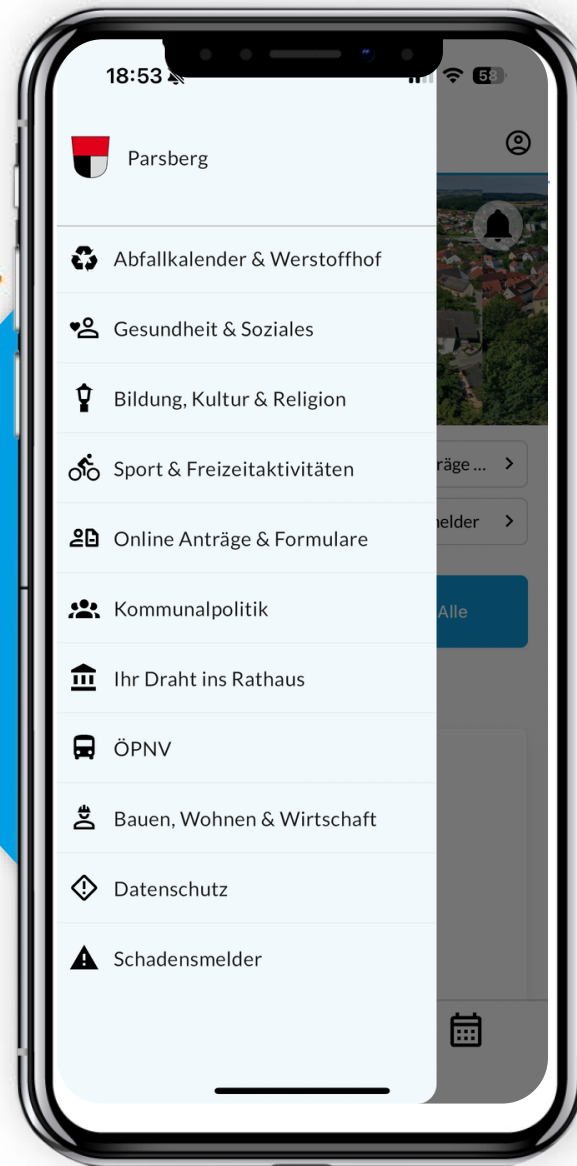 18:53
58
Parsberg
Abfallkalender & Werstoffhof
Gesundheit & Soziales
Bildung, Kultur & Religion
Sport & Freizeitaktivitäten
räge ...
Online Anträge & Formulare
nelder
Kommunalpolitik
Alle
Ihr Draht ins Rathaus
ÖPNV
Bauen, Wohnen & Wirtschaft
Datenschutz
Schadensmelder